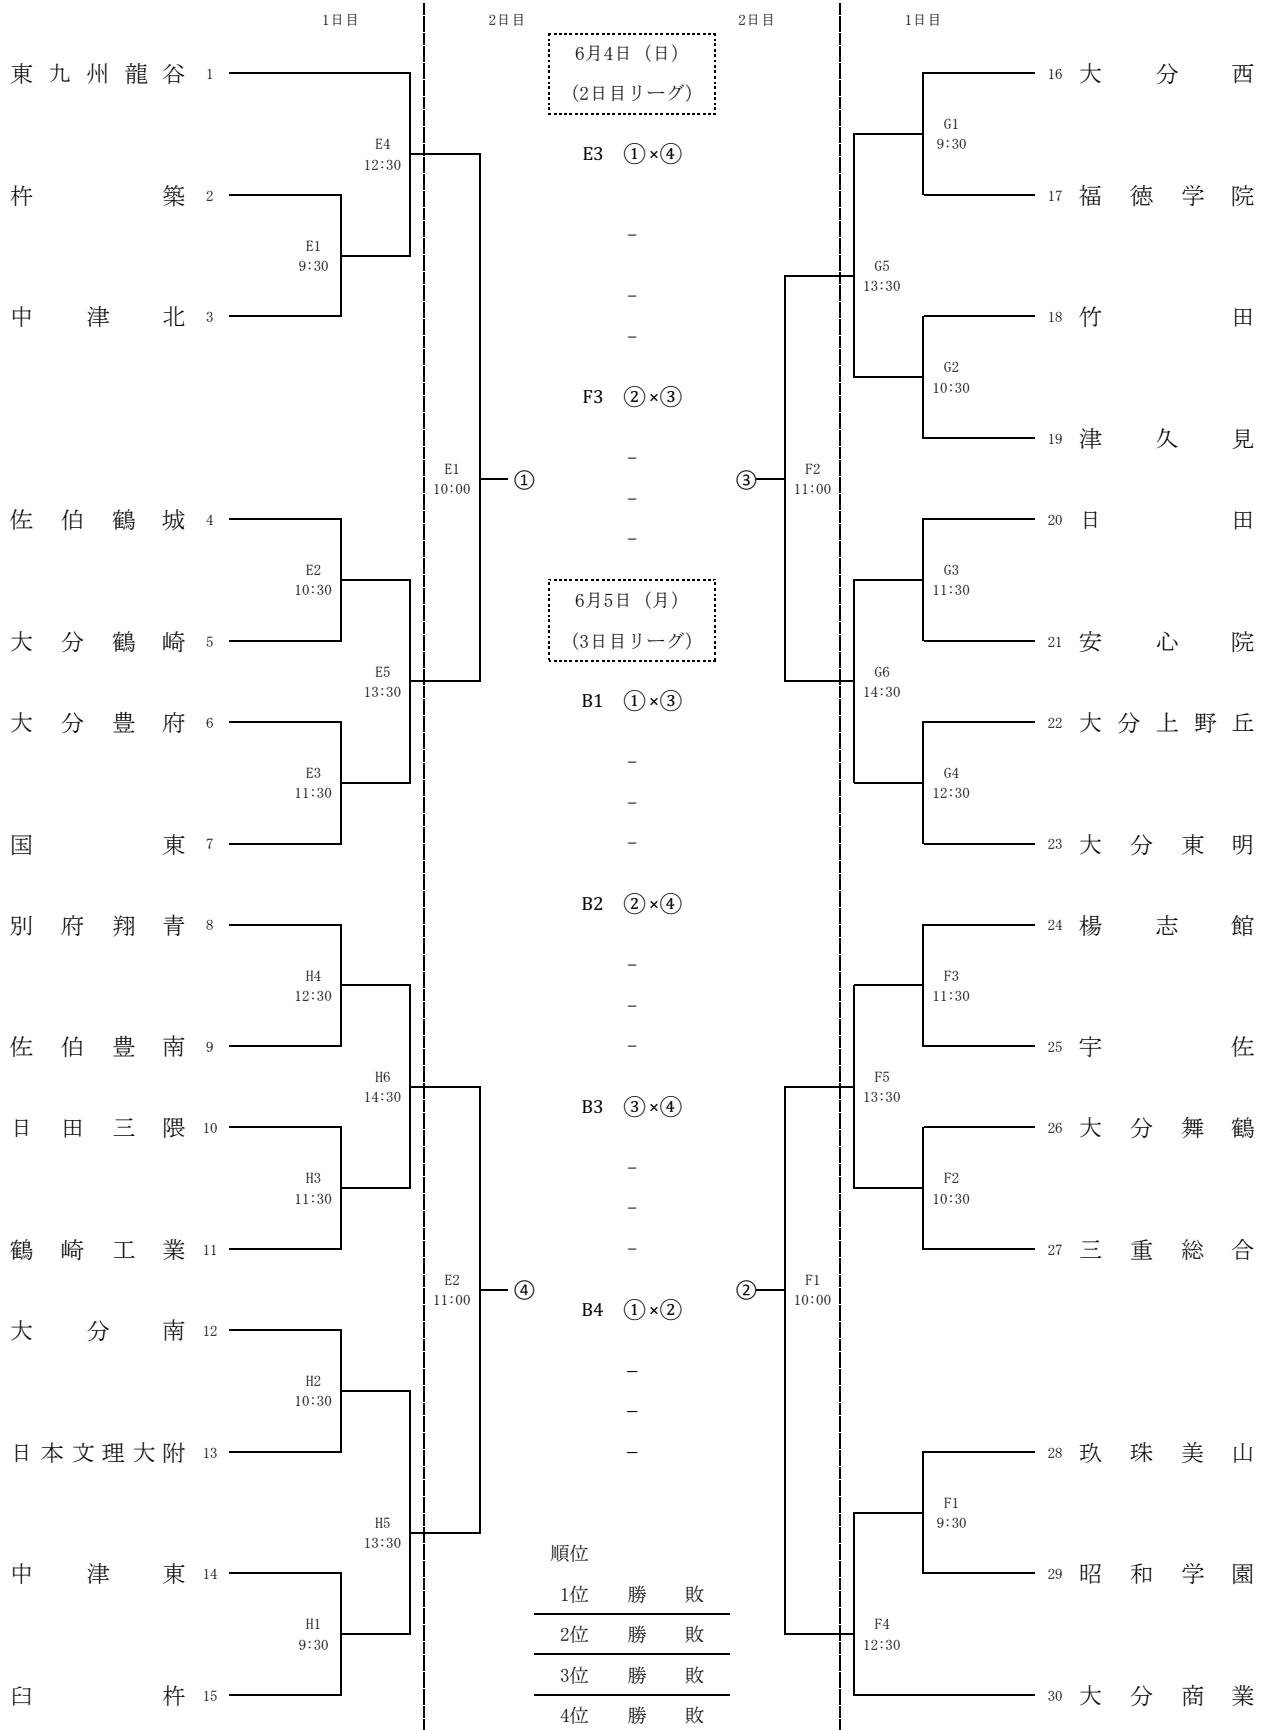 1日目 2日目 2日目 1日目
6月4日（日）
（2日目リーグ）
東九州龍谷 1
16 大分西
E4
12:30
G1
9:30
E3 ①×④
杵築 2
17 福徳学院
E1
9:30
－
G5
13:30
－
中津北 3
18 竹田
－
G2
10:30
F3 ②×③
19 津久見
－
E1
10:00
①
③
F2
11:00
－
佐伯鶴城 4
20 日田
－
E2
10:30
G3
11:30
6月5日（月）
（3日目リーグ）
大分鶴崎 5
21 安心院
E5
13:30
G6
14:30
B1 ①×③
大分豊府 6
22 大分上野丘
－
E3
11:30
G4
12:30
－
国東 7
－
23 大分東明
B2 ②×④
別府翔青 8
24 楊志館
－
H4
12:30
F3
11:30
－
佐伯豊南 9
－
25 宇佐
H6
14:30
F5
13:30
B3 ③×④
日田三隈 10
26 大分舞鶴
－
H3
11:30
F2
10:30
－
鶴崎工業 11
－
27 三重総合
E2
11:00
④
②
F1
10:00
B4 ①×②
大分南 12
－
H2
10:30
－
日本文理大附 13
－
28 玖珠美山
F1
9:30
H5
13:30
順位
中津東 14
29 昭和学園
1位 勝 敗
H1
9:30
F4
12:30
2位 勝 敗
3位 勝 敗
臼杵 15
30 大分商業
4位 勝 敗